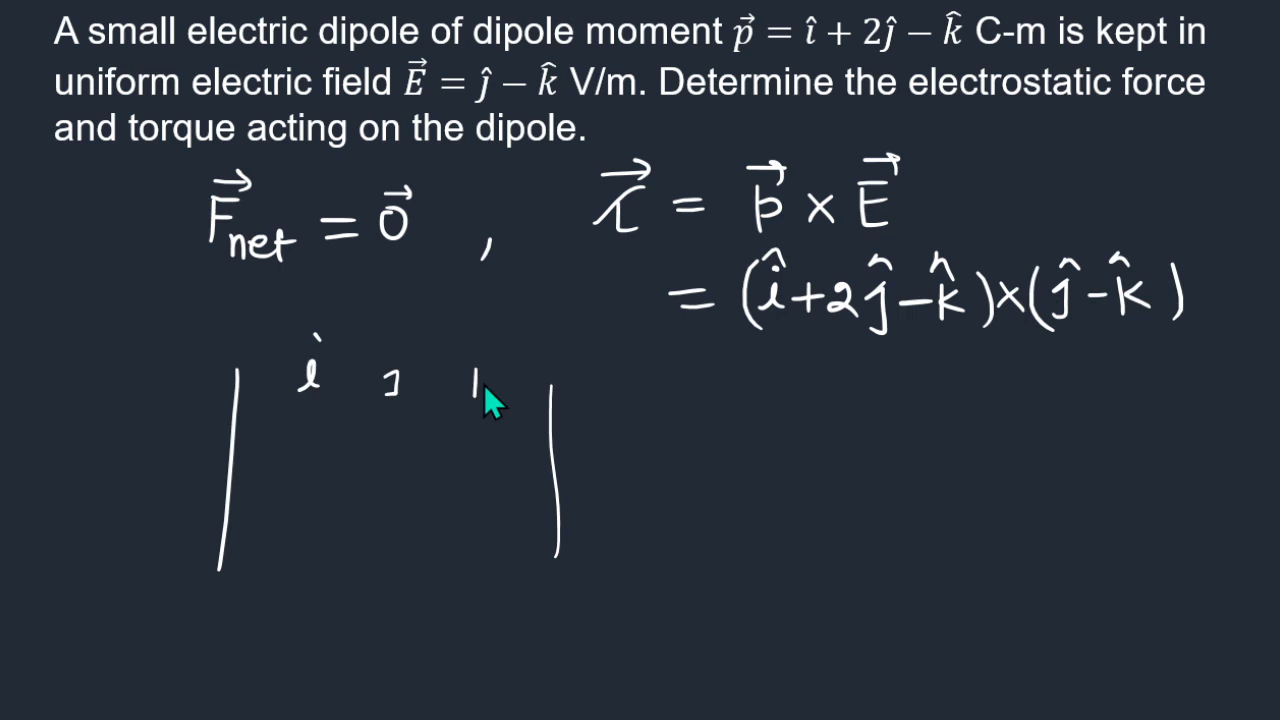 A small electric dipole of dipole moment p⃗ = î + 2ĵ − k̂ C-m is kept in
uniform electric field E⃗ = ĵ − k̂ V/m. Determine the electrostatic force
and torque acting on the dipole.
F⃗net = 0⃗ , τ⃗ = p⃗ × E⃗
= (î+2ĵ−k̂)×(ĵ−k̂)
| i |